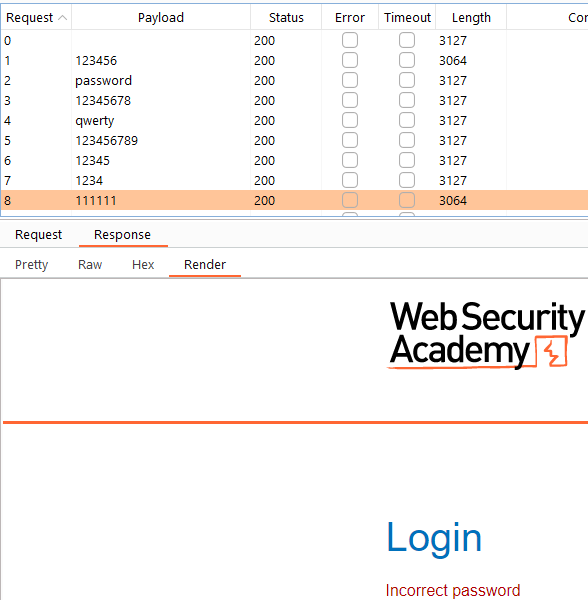 Request Payload Status Error Timeout Length Cor
0 200 3127
1 123456 200 3064
2 password 200 3127
3 12345678 200 3127
4 qwerty 200 3127
5 123456789 200 3127
6 12345 200 3127
7 1234 200 3127
8 111111 200 3064
Request Response
Pretty Raw Hex Render
Web Security
Academy
Login
Incorrect password